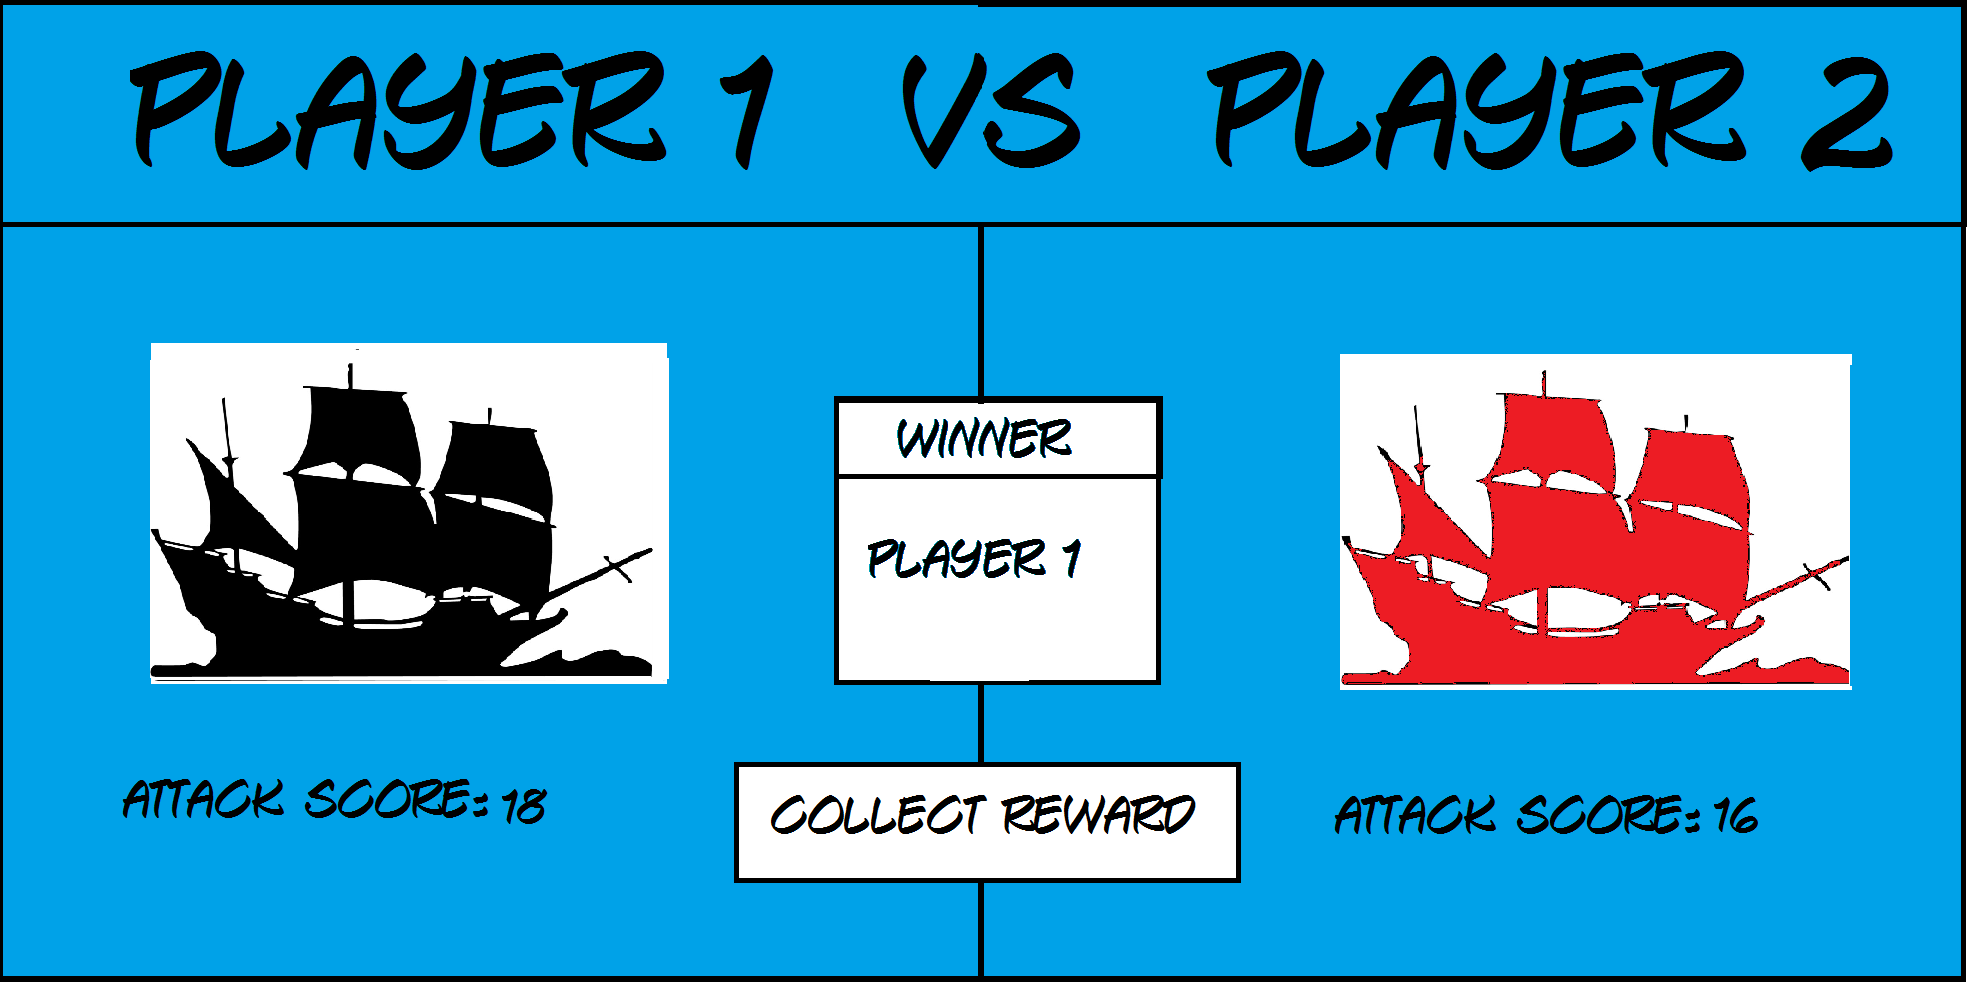 PLAYER 1 VS PLAYER 2
WINNER
PLAYER 1
ATTACK SCORE: 18
COLLECT REWARD
ATTACK SCORE: 16